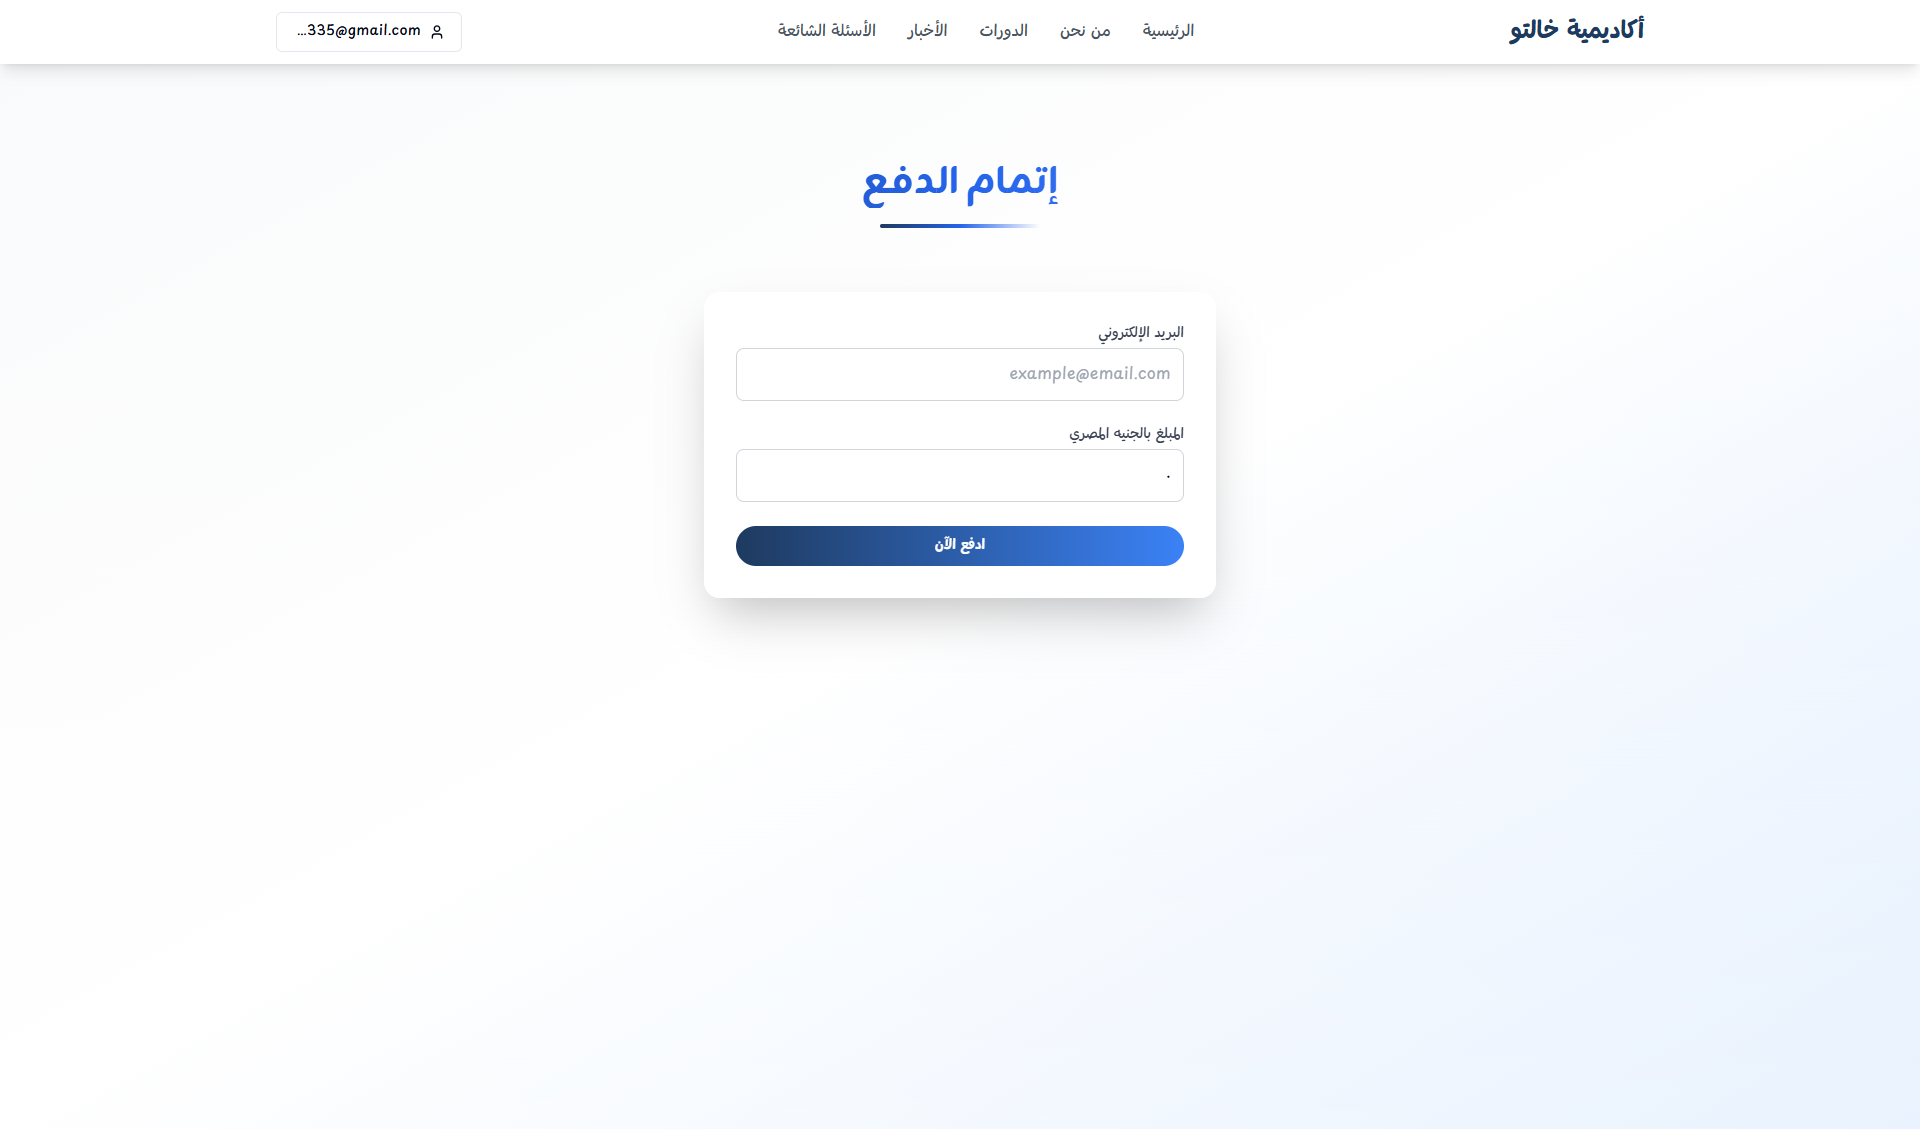 أكاديمية خالتو
الرئيسية
من نحن
الدورات
الأخبار
الأسئلة الشائعة
...335@gmail.com
إتمام الدفع
البريد الإلكتروني
example@email.com
المبلغ بالجنيه المصري
٠
ادفع الآن